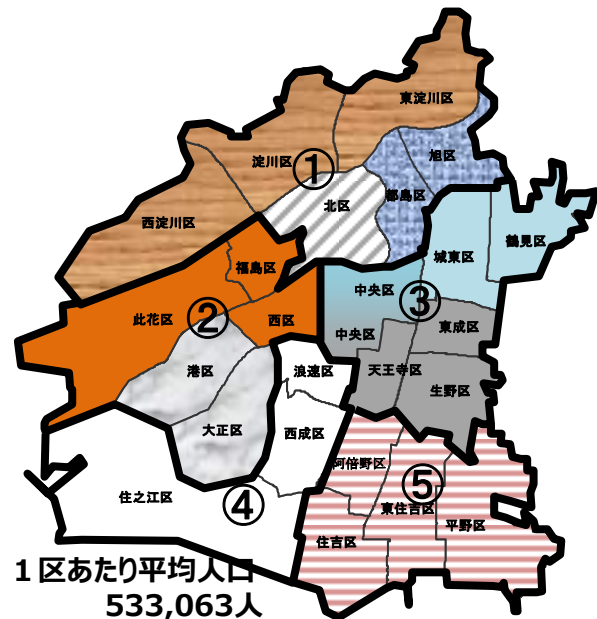 東淀川区
旭区
淀川区
①
都島区
北区
西淀川区
鶴見区
城東区
福島区
中央区
③
此花区
②
西区
中央区
東成区
港区
浪速区
天王寺区
生野区
大正区
西成区
阿倍野区
⑤
住之江区
④
東住吉区
平野区
住吉区
1区あたり平均人口
533,063人